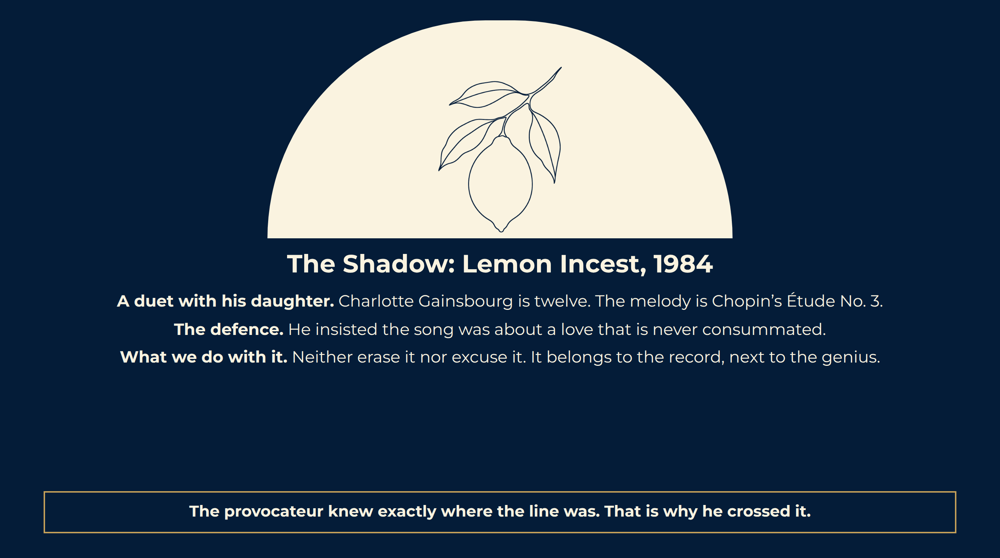 The Shadow: Lemon Incest, 1984
A duet with his daughter. Charlotte Gainsbourg is twelve. The melody is Chopin’s Étude No. 3.
The defence. He insisted the song was about a love that is never consummated.
What we do with it. Neither erase it nor excuse it. It belongs to the record, next to the genius.
The provocateur knew exactly where the line was. That is why he crossed it.